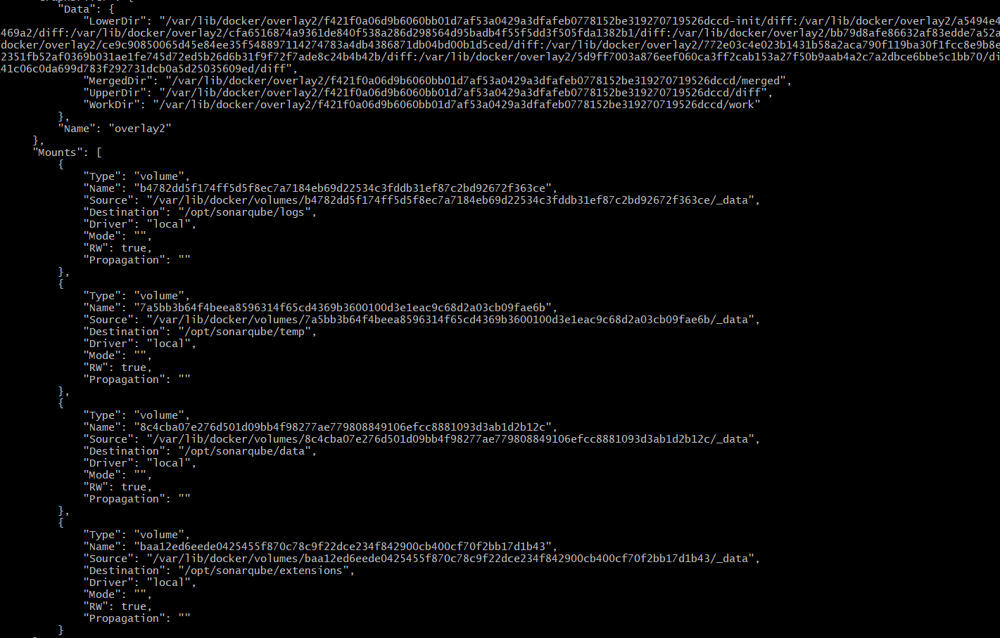 "Data": {
"LowerDir": "/var/lib/docker/overlay2/f421f0a06d9b6060bb01d7af53a0429a3dfafeb0778152be319270719526dccd-init/diff:/var/lib/docker/overlay2/a5494e4
469a2/diff:/var/lib/docker/overlay2/cfa6516874a9361de840f538a286d298564d95badb4f55f5dd3f505fda1382b1/diff:/var/lib/docker/overlay2/bb79d8afe86632af83edde7a52a
docker/overlay2/ce9c90850065d45e84ee35f548897114274783a4db4386871db04bd00b1d5ced/diff:/var/lib/docker/overlay2/772e03c4e023b1431b58a2aca790f119ba30f1fcc8e9b8e
2351fb52af0369b031ae1fe745d72ed5b26d6b31f9f72f7ade8c24b4b42b/diff:/var/lib/docker/overlay2/5d9ff7003a876eef060ca3ff2cab153a27f50b9aab4a2c7a2dbce6bbe5c1bb70/di
41c06c0da699d783f292731dcb0a5d25035609ed/diff",
"MergedDir": "/var/lib/docker/overlay2/f421f0a06d9b6060bb01d7af53a0429a3dfafeb0778152be319270719526dccd/merged",
"UpperDir": "/var/lib/docker/overlay2/f421f0a06d9b6060bb01d7af53a0429a3dfafeb0778152be319270719526dccd/diff",
"WorkDir": "/var/lib/docker/overlay2/f421f0a06d9b6060bb01d7af53a0429a3dfafeb0778152be319270719526dccd/work"
},
"Name": "overlay2"
},
"Mounts": [
{
"Type": "volume",
"Name": "b4782dd5f174ff5d5f8ec7a7184eb69d22534c3fddb31ef87c2bd92672f363ce",
"Source": "/var/lib/docker/volumes/b4782dd5f174ff5d5f8ec7a7184eb69d22534c3fddb31ef87c2bd92672f363ce/_data",
"Destination": "/opt/sonarqube/logs",
"Driver": "local",
"Mode": "",
"RW": true,
"Propagation": ""
},
{
"Type": "volume",
"Name": "7a5bb3b64f4beea8596314f65cd4369b3600100d3e1eac9c68d2a03cb09fae6b",
"Source": "/var/lib/docker/volumes/7a5bb3b64f4beea8596314f65cd4369b3600100d3e1eac9c68d2a03cb09fae6b/_data",
"Destination": "/opt/sonarqube/temp",
"Driver": "local",
"Mode": "",
"RW": true,
"Propagation": ""
},
{
"Type": "volume",
"Name": "8c4cba07e276d501d09bb4f98277ae779808849106efcc8881093d3ab1d2b12c",
"Source": "/var/lib/docker/volumes/8c4cba07e276d501d09bb4f98277ae779808849106efcc8881093d3ab1d2b12c/_data",
"Destination": "/opt/sonarqube/data",
"Driver": "local",
"Mode": "",
"RW": true,
"Propagation": ""
},
{
"Type": "volume",
"Name": "baa12ed6eede0425455f870c78c9f22dce234f842900cb400cf70f2bb17d1b43",
"Source": "/var/lib/docker/volumes/baa12ed6eede0425455f870c78c9f22dce234f842900cb400cf70f2bb17d1b43/_data",
"Destination": "/opt/sonarqube/extensions",
"Driver": "local",
"Mode": "",
"RW": true,
"Propagation": ""
}